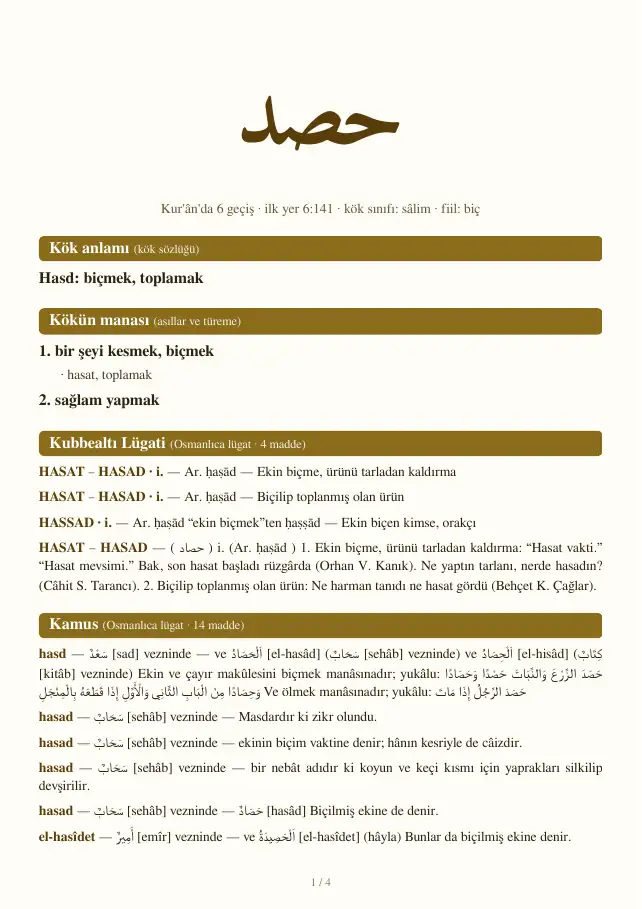 حصد
Kur'ân'da 6 geçiş · ilk yer 6:141 · kök sınıfı: sâlim · fiil: biç
Kök anlamı (kök sözlüğü)
Hasd: biçmek, toplamak
Kökün manası (asıllar ve türeme)
1. bir şeyi kesmek, biçmek
· hasat, toplamak
2. sağlam yapmak
Kubbealtı Lügati (Osmanlıca lügat · 4 madde)
HASAT – HASAD · i. — Ar. ḥaṣād — Ekin biçme, ürünü tarladan kaldırma
HASAT – HASAD · i. — Ar. ḥaṣād — Biçilip toplanmış olan ürün
HASSAD · i. — Ar. ḥaṣād “ekin biçmek”ten ḥaṣṣād — Ekin biçen kimse, orakçı
HASAT – HASAD — ( حصاد ) i. (Ar. ḥaṣād ) 1. Ekin biçme, ürünü tarladan kaldırma: “Hasat vakti.”
“Hasat mevsimi.” Bak, son hasat başladı rüzgârda (Orhan V. Kanık). Ne yaptın tarlanı, nerde hasadın?
(Câhit S. Tarancı). 2. Biçilip toplanmış olan ürün: Ne harman tanıdı ne hasat gördü (Behçet K. Çağlar).
Kamus (Osmanlıca lügat · 14 madde)
hasd — سَعْدٌ [sad] vezninde — ve اَلْحَصَادُ [el-hasâd] (سَحَابٌ [sehâb] vezninde) ve اَلْحِصَادُ [el-hisâd] (كِتَابٌ
[kitâb] vezninde) Ekin ve çayır makûlesini biçmek manâsınadır; yukâlu: حَصَدَ الزَّرْعَ وَالنَّبَاتَ حَصْدًا وَحَصَادًا
وَحِصَادًا مِنَ الْبَابِ الثَّانِي وَالْأَوَّلِ إِذَا قَطَعَهُ بِالْمِنْجَلِ Ve ölmek manâsınadır; yukâlu: حَصَدَ الرَّجُلُ إِذَا مَاتَ
hasad — سَحَابٌ [sehâb] vezninde — Masdardır ki zikr olundu.
hasad — سَحَابٌ [sehâb] vezninde — ekinin biçim vaktine denir; hânın kesriyle de câizdir.
hasad — سَحَابٌ [sehâb] vezninde — bir nebât adıdır ki koyun ve keçi kısmı için yaprakları silkilip
devşirilir.
hasad — سَحَابٌ [sehâb] vezninde — حَصَادٌ [hasâd] Biçilmiş ekine de denir.
el-hasîdet — أَمِيرٌ [emîr] vezninde — ve اَلْحَصِيدَةُ [el-hasîdet] (hâyla) Bunlar da biçilmiş ekine denir.
1 / 4